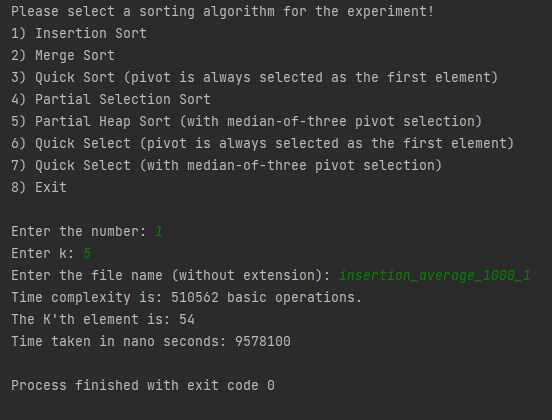 Please select a sorting algorithm for the experiment!
1) Insertion Sort
2) Merge Sort
3) Quick Sort (pivot is always selected as the first element)
4) Partial Selection Sort
5) Partial Heap Sort (with median-of-three pivot selection)
6) Quick Select (pivot is always selected as the first element)
7) Quick Select (with median-of-three pivot selection)
8) Exit
Enter the number: 1
Enter k: 5
Enter the file name (without extension): insertion_average_1000_1
Time complexity is: 510562 basic operations.
The K'th element is: 54
Time taken in nano seconds: 9578100
Process finished with exit code 0